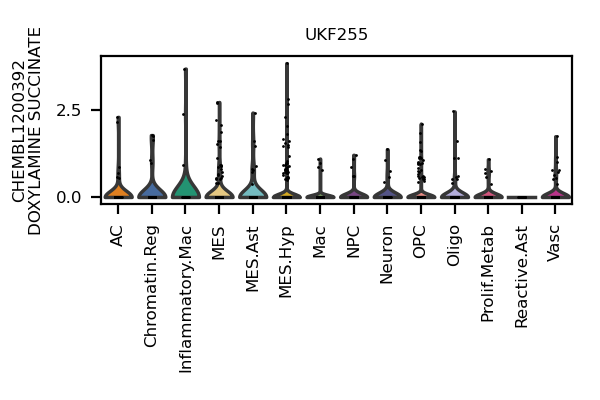 UKF255
CHEMBL1200392
DOXYLAMINE SUCCINATE
2.5
0.0
AC
Chromatin.Reg
Inflammatory.Mac
MES
MES.Ast
MES.Hyp
Mac
NPC
Neuron
OPC
Oligo
Prolif.Metab
Reactive.Ast
Vasc